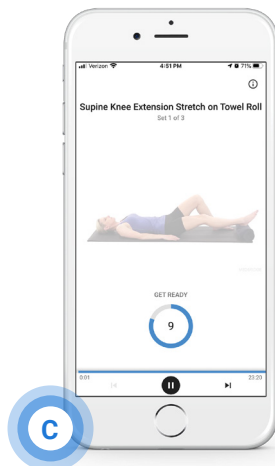 Verizon 4:51 PM 71%
Supine Knee Extension Stretch on Towel Roll
Set 1 of 3
GET READY
9
0:01 23:20
C